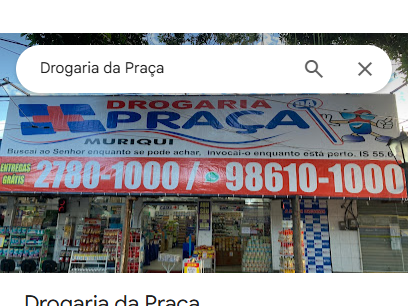 Drogaria da Praça
DROGARIA
PRAÇA
MURIQUI
Buscai ao Senhor enquanto se pode achar, invocai-o enquanto está perto. IS 55.6
ENTREGAS
GRÁTIS
2780-1000 / 98610-1000
Drogaria da Praça